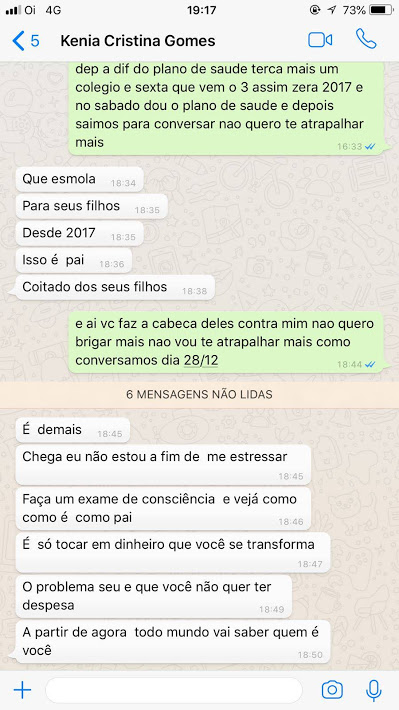 Oi 4G 19:17 73%
5 Kenia Cristina Gomes
dep a dif do plano de saude terca mais um
colegio e sexta que vem o 3 assim zera 2017 e
no sabado dou o plano de saude e depois
saimos para conversar nao quero te atrapalhar
mais
16:33
Que esmola 18:34
Para seus filhos 18:35
Desde 2017 18:35
Isso é pai 18:36
Coitado dos seus filhos 18:38
e ai vc faz a cabeca deles contra mim nao quero
brigar mais nao vou te atrapalhar mais como
conversamos dia 28/12
18:44
6 MENSAGENS NÃO LIDAS
É demais 18:45
Chega eu não estou a fim de me estressar
18:45
Faça um exame de consciência e vejá como
como é como pai 18:46
É só tocar em dinheiro que você se transforma
18:47
O problema seu e que você não quer ter
despesa 18:49
A partir de agora todo mundo vai saber quem é
você 18:50